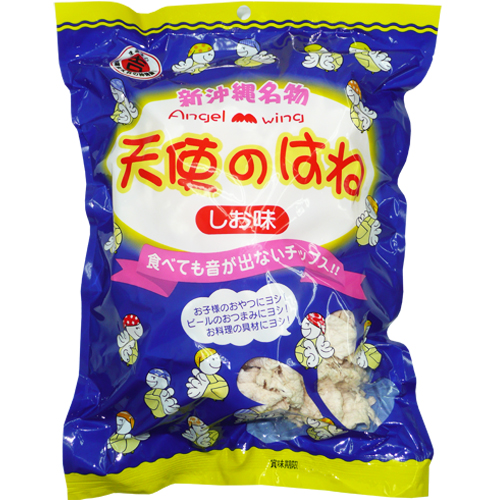 新沖縄名物
Angel wing
天使のはね
しお味
食べても音が出ないチップス!!
お子様のおやつにヨシ!
ビールのおつまみにヨシ!
お料理の具材にヨシ!
賞味期限